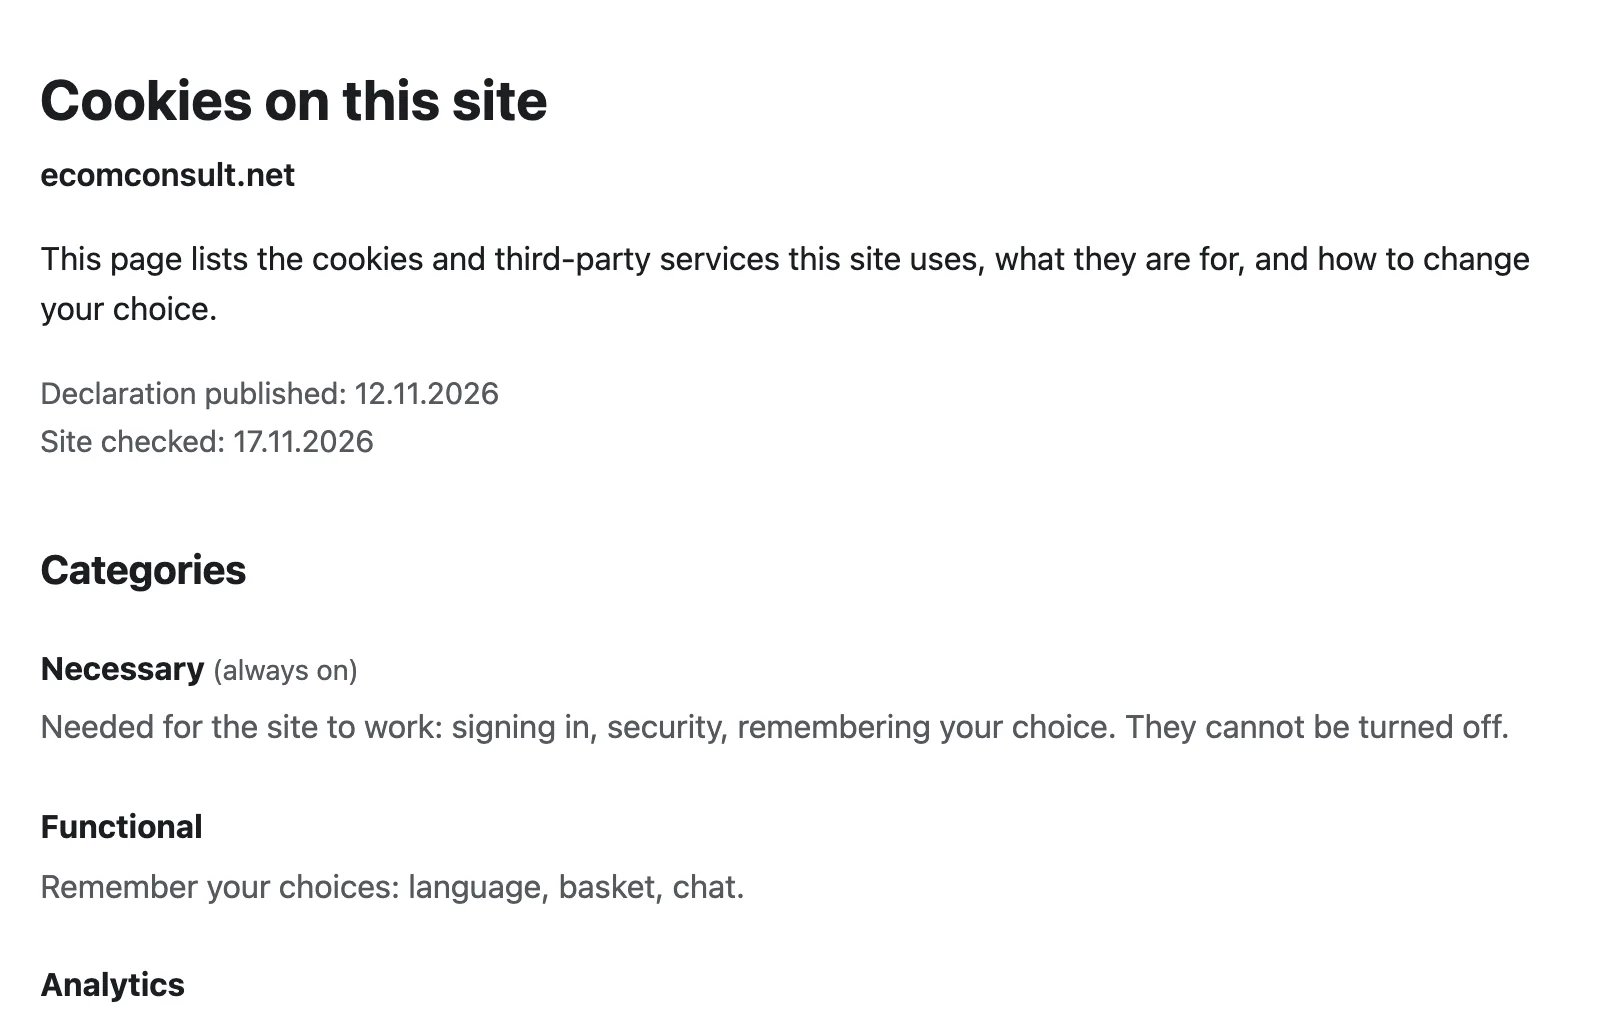 Cookies on this site
ecomconsult.net
This page lists the cookies and third-party services this site uses, what they are for, and how to change
your choice.
Declaration published: 12.11.2026
Site checked: 17.11.2026
Categories
Necessary (always on)
Needed for the site to work: signing in, security, remembering your choice. They cannot be turned off.
Functional
Remember your choices: language, basket, chat.
Analytics